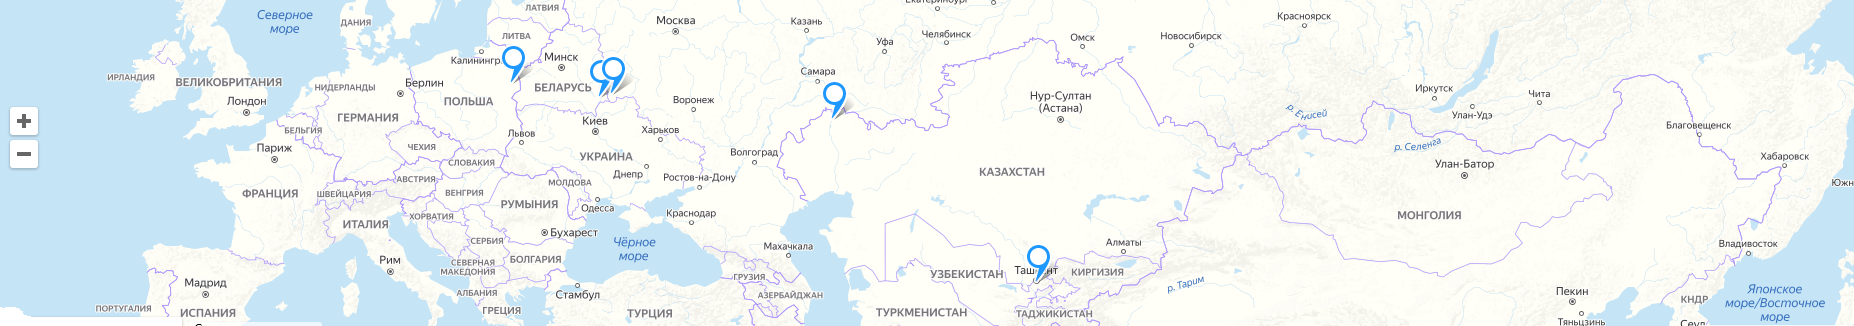 Северное
море
ДАНИЯ
ЛАТВИЯ
ЛИТВА
Москва
Казань
Екатеринбург
Красноярск
Калинингр
Минск
Уфа
Челябинск
Омск
Новосибирск
ИРЛАНДИЯ
ВЕЛИКОБРИТАНИЯ
НИДЕРЛАНДЫ
Берлин
ПОЛЬША
БЕЛАРУСЬ
Самара
Иркутск
Чита
Лондон
Воронеж
Нур-Султан
(Астана)
р. Енисей
Улан-Удэ
БЕЛЬГИЯ
ГЕРМАНИЯ
Львов
Киев
Харьков
Благовещенск
Париж
ЧЕХИЯ
СЛОВАКИЯ
УКРАИНА
Волгоград
р. Селенга
Улан-Батор
Хабаровск
АВСТРИЯ
Днепр
Ростов-на-Дону
КАЗАХСТАН
Южн
ФРАНЦИЯ
ШВЕЙЦАРИЯ
ВЕНГРИЯ
МОЛДОВА
РУМЫНИЯ
Одесса
Краснодар
ХОРВАТИЯ
МОНГОЛИЯ
ИТАЛИЯ
Бухарест
СЕРБИЯ
Чёрное
море
Махачкала
Алматы
Владивосток
Рим
СЕВЕРНАЯ
МАКЕДОНИЯ
БОЛГАРИЯ
ГРУЗИЯ
УЗБЕКИСТАН
КИРГИЗИЯ
Мадрид
АЛБАНИЯ
Стамбул
АЗЕРБАЙДЖАН
р. Тарим
Пекин
КНДР
Японское
море/Восточное
море
ПОРТУГАЛИЯ
ИСПАНИЯ
ГРЕЦИЯ
ТУРЦИЯ
ТУРКМЕНИСТАН
ТАДЖИКИСТАН
Тяньцзинь
Сеул